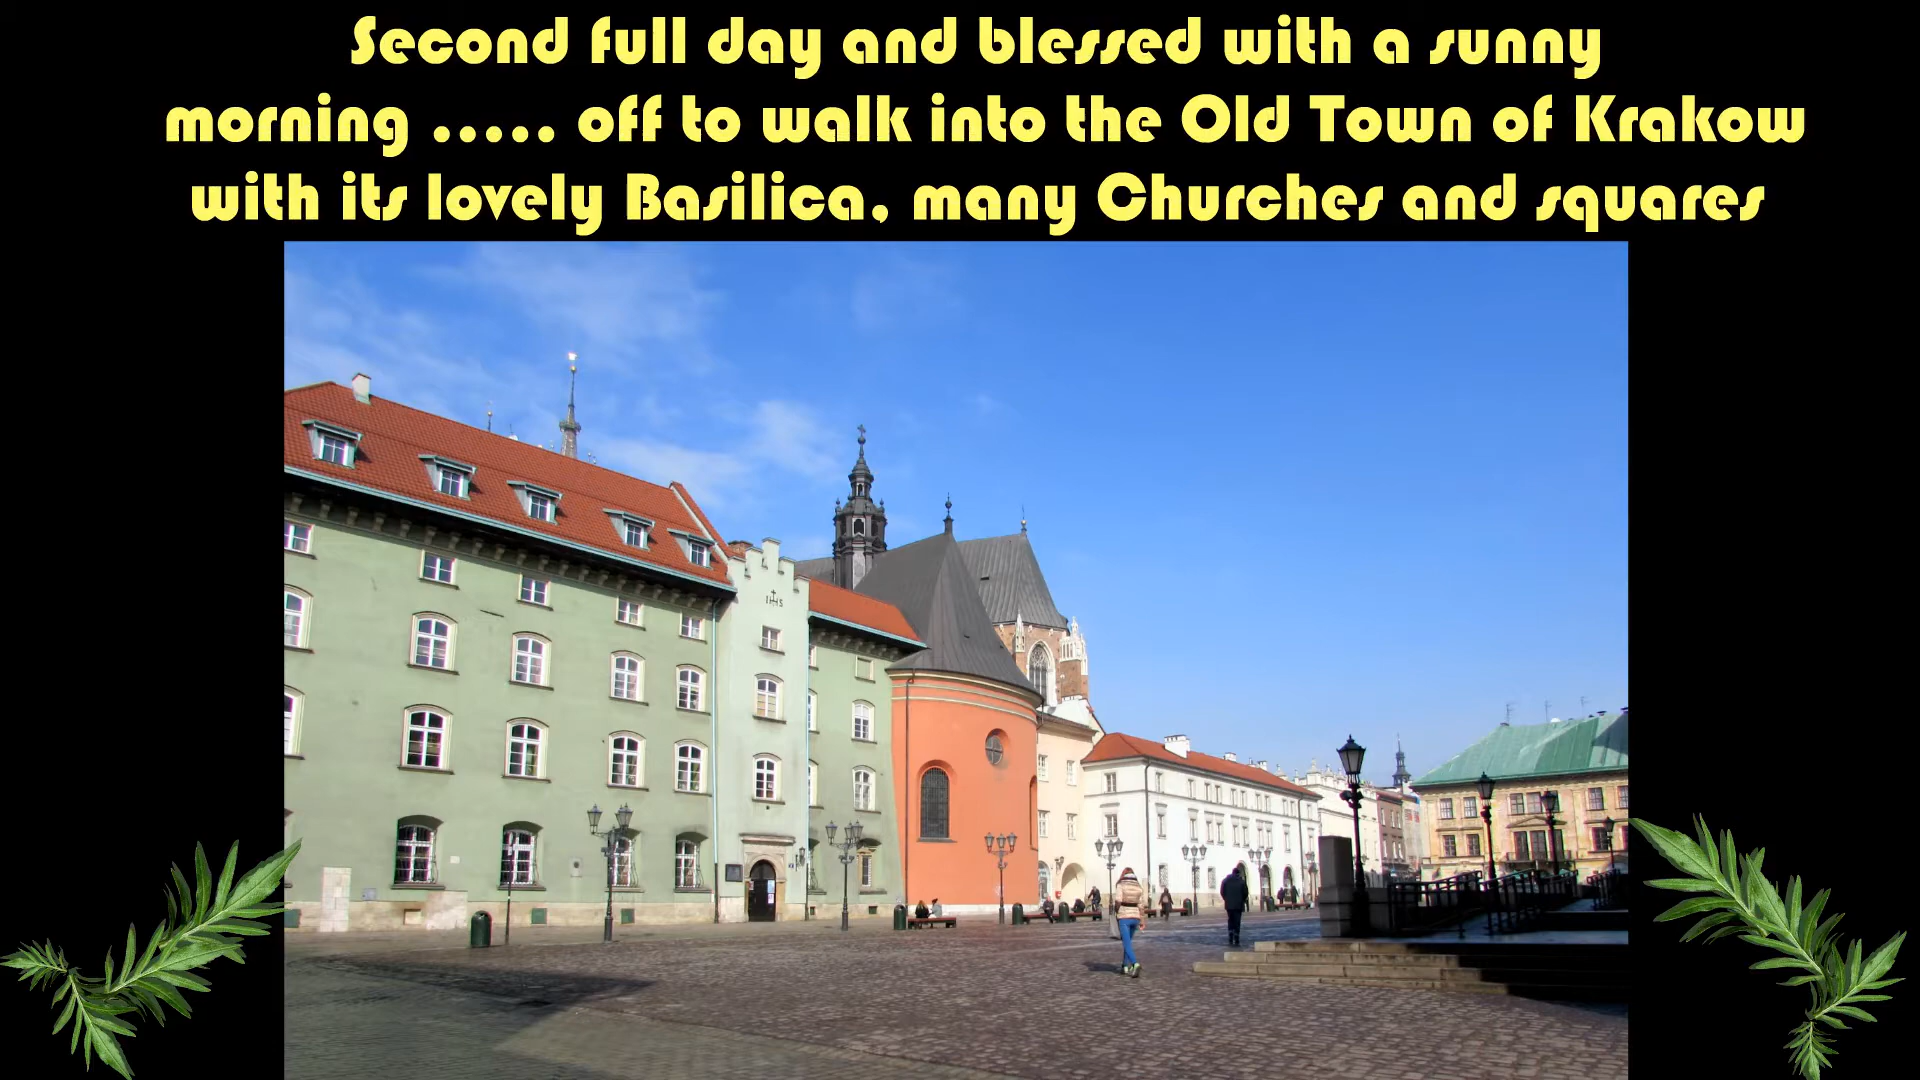 Second full day and blessed with a sunny
morning ..... off to walk into the Old Town of Krakow
with its lovely Basilica, many Churches and squares
IHS